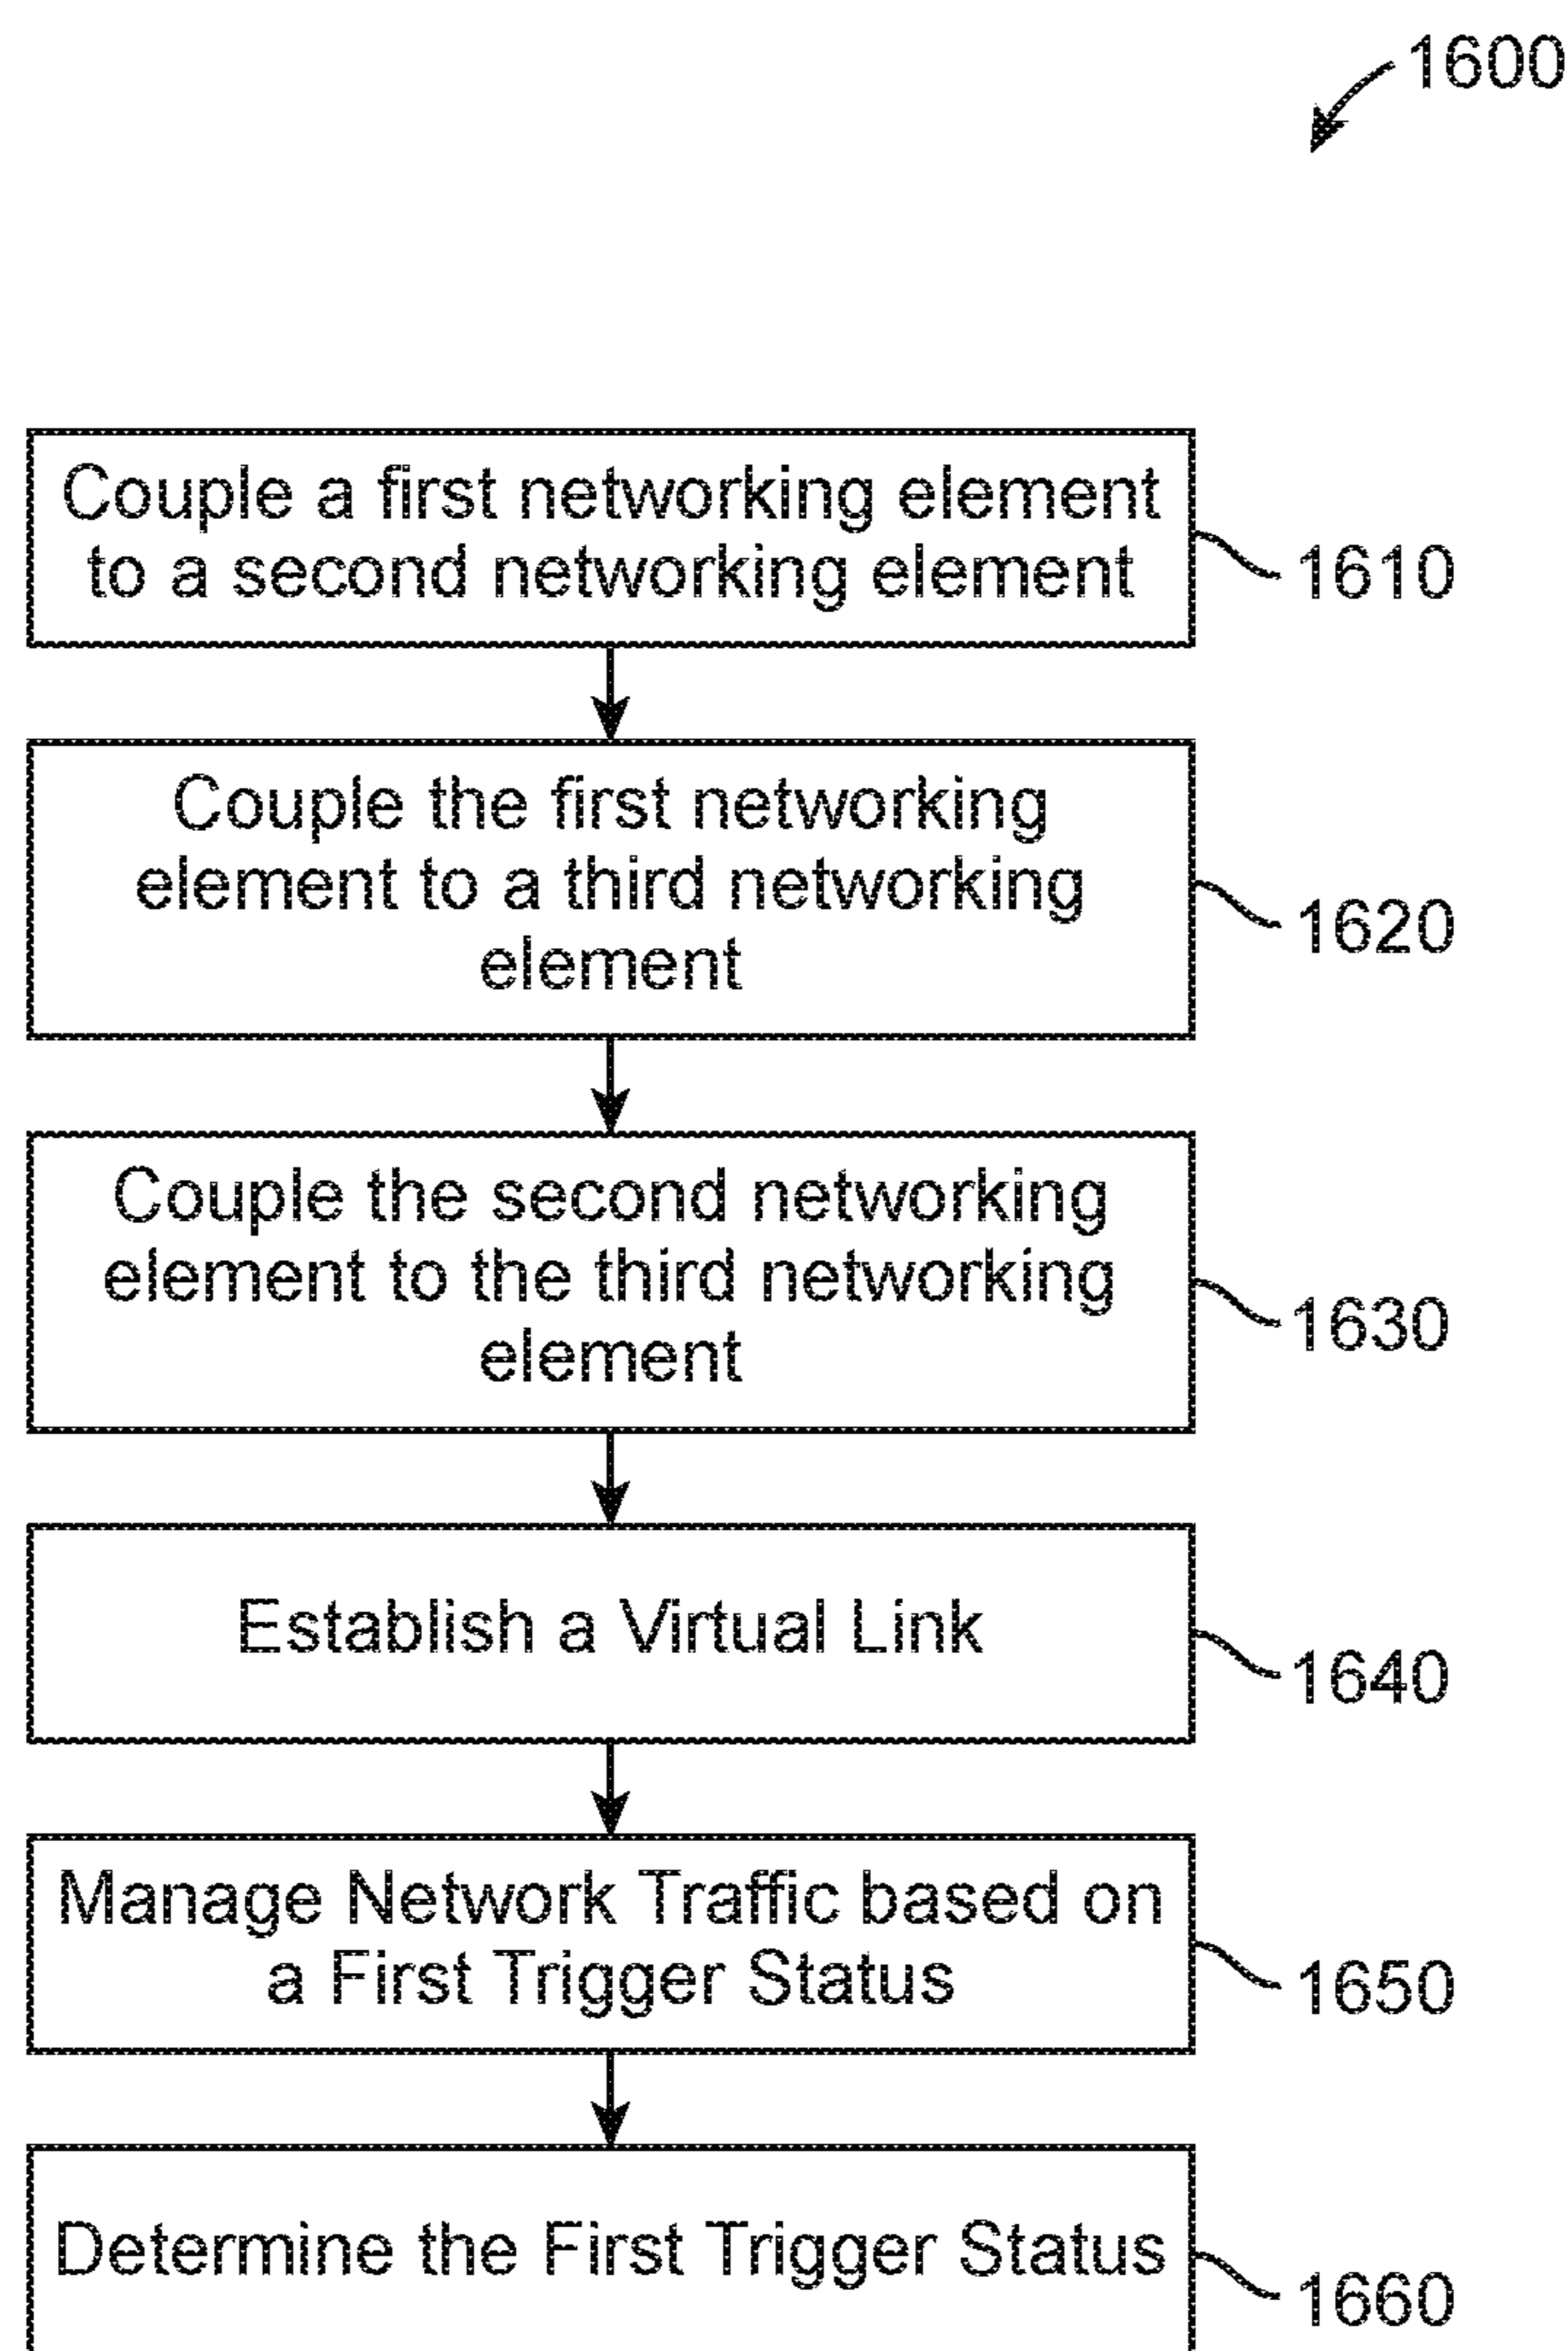 1600
Couple a first networking element
to a second networking element
1610
Couple the first networking
element to a third networking
element
1620
Couple the second networking
element to the third networking
element
1630
Establish a Virtual Link
1640
Manage Network Traffic based on
a First Trigger Status
1650
Determine the First Trigger Status
1660